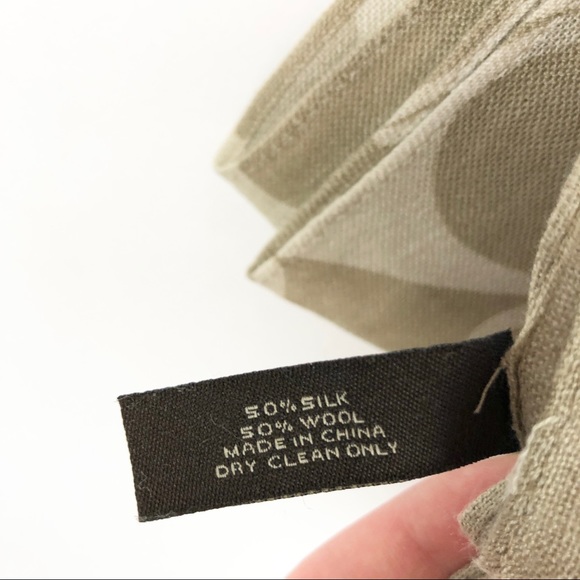 50% SILK
50% WOOL
MADE IN CHINA
DRY CLEAN ONLY